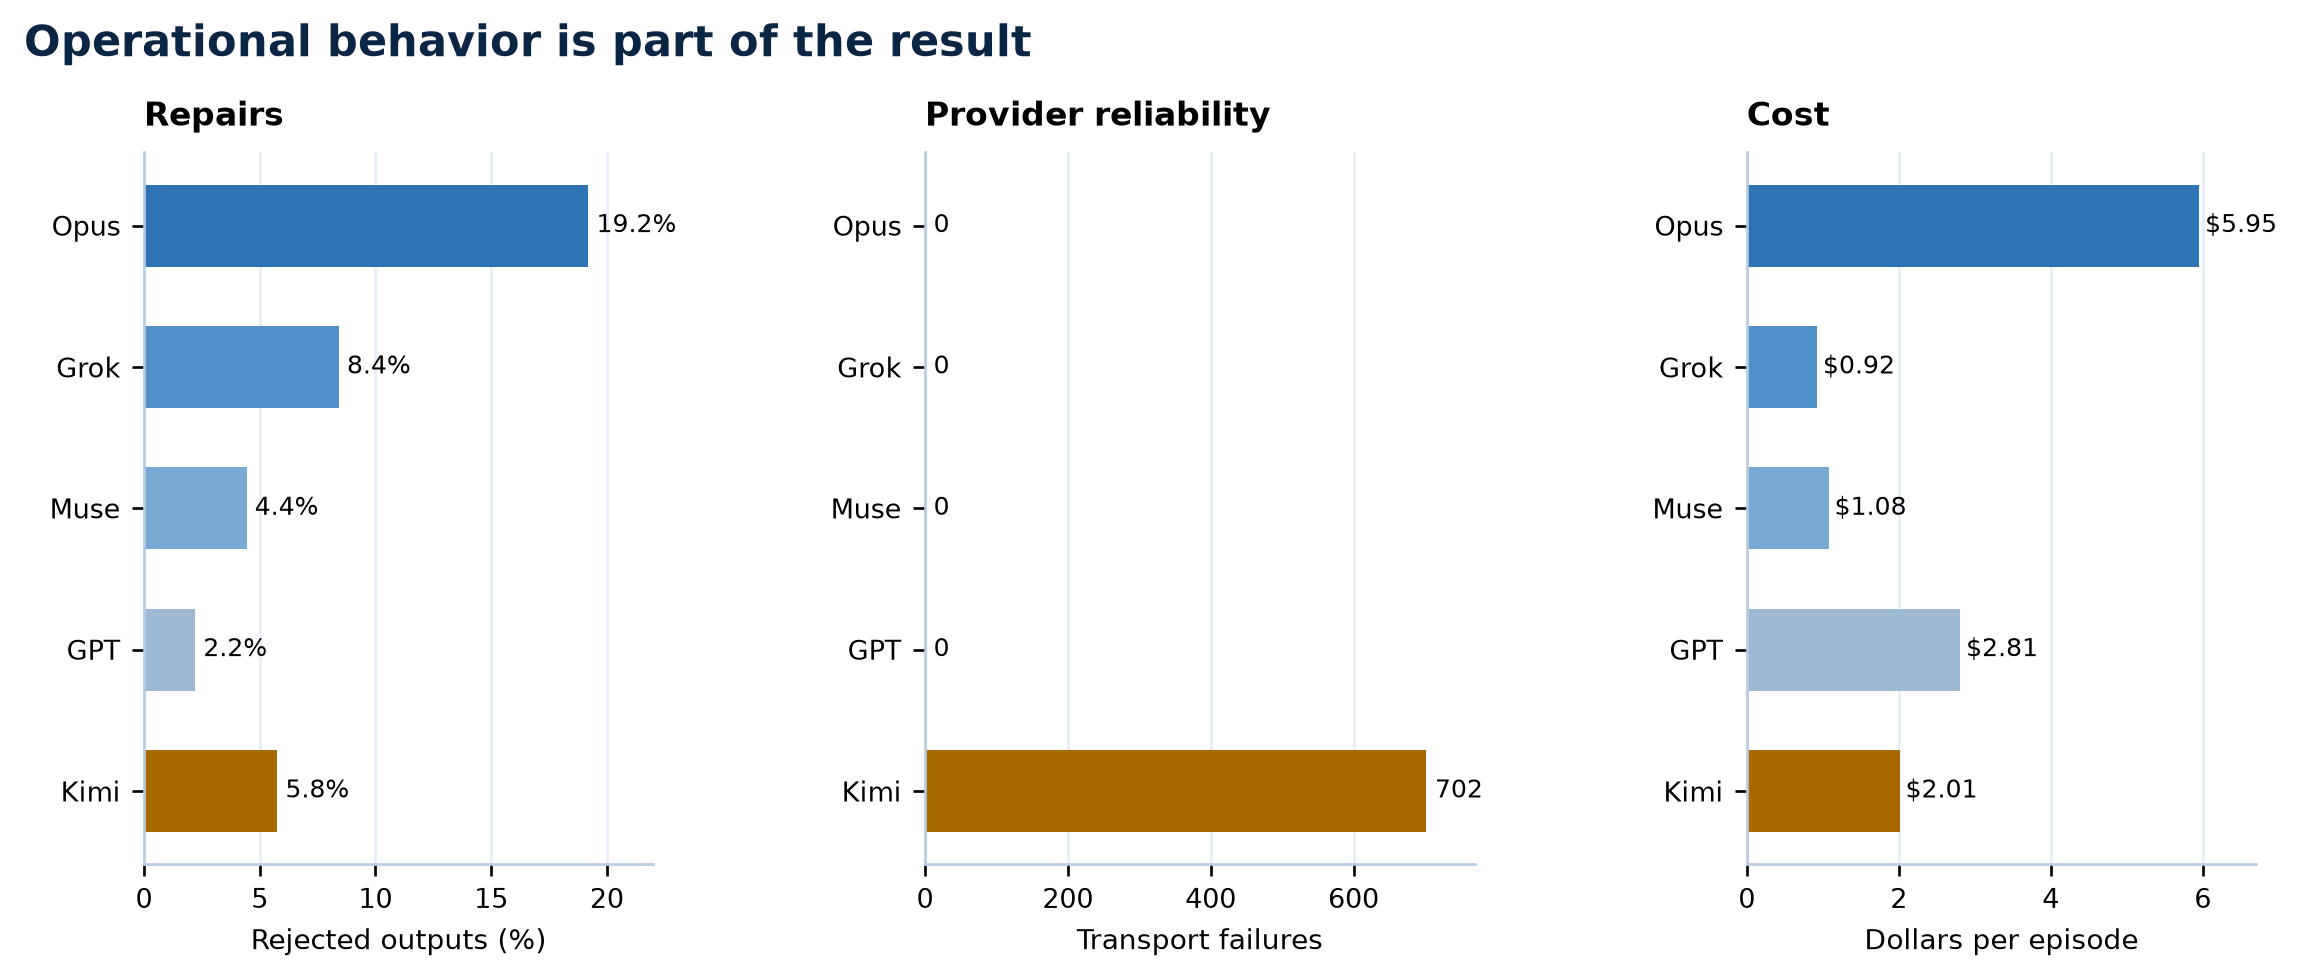 Operational behavior is part of the result
Repairs
Opus
19.2%
Grok
8.4%
Muse
4.4%
GPT
2.2%
Kimi
5.8%
0 5 10 15 20
Rejected outputs (%)
Provider reliability
Opus
0
Grok
0
Muse
0
GPT
0
Kimi
702
0 200 400 600
Transport failures
Cost
Opus
$5.95
Grok
$0.92
Muse
$1.08
GPT
$2.81
Kimi
$2.01
0 2 4 6
Dollars per episode